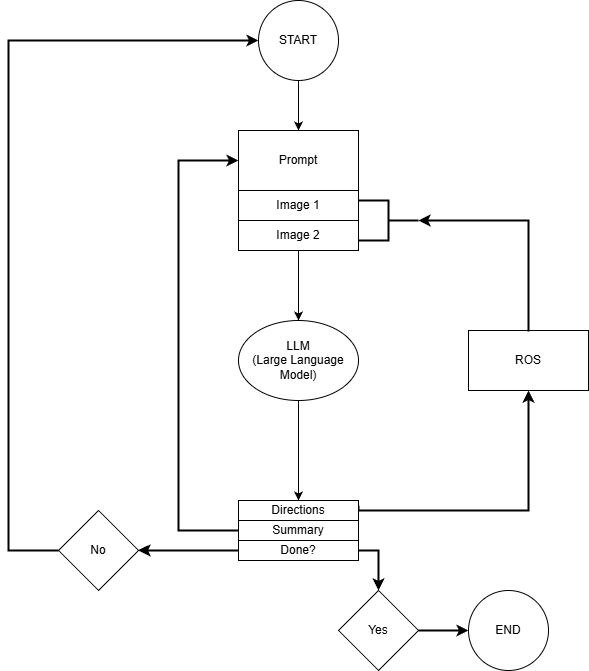 START
Prompt
Image 1
Image 2
LLM
(Large Language
Model)
ROS
Directions
Summary
Done?
No
Yes
END